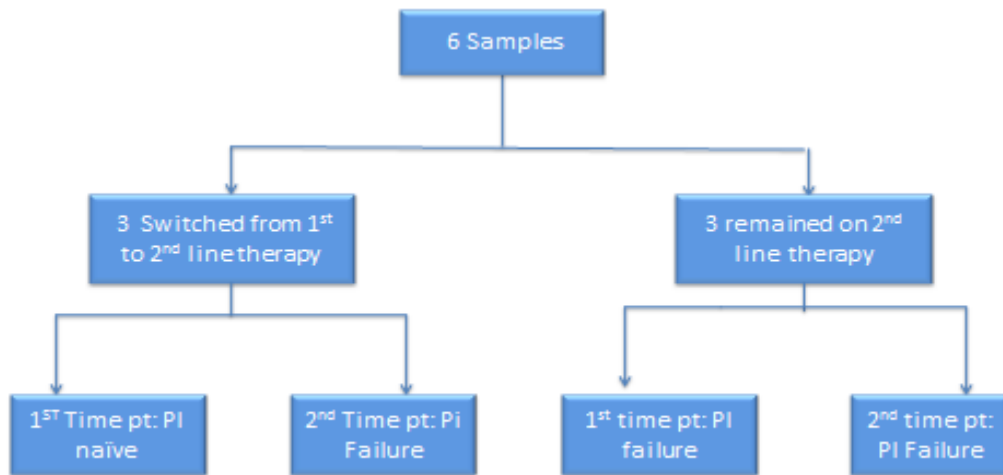 6 Samples
3 Switched from 1st
to 2nd line therapy
3 remained on 2nd
line therapy
1ST Time pt: PI
naïve
2nd Time pt: Pi
Failure
1st time pt: PI
failure
2nd time pt:
PI Failure